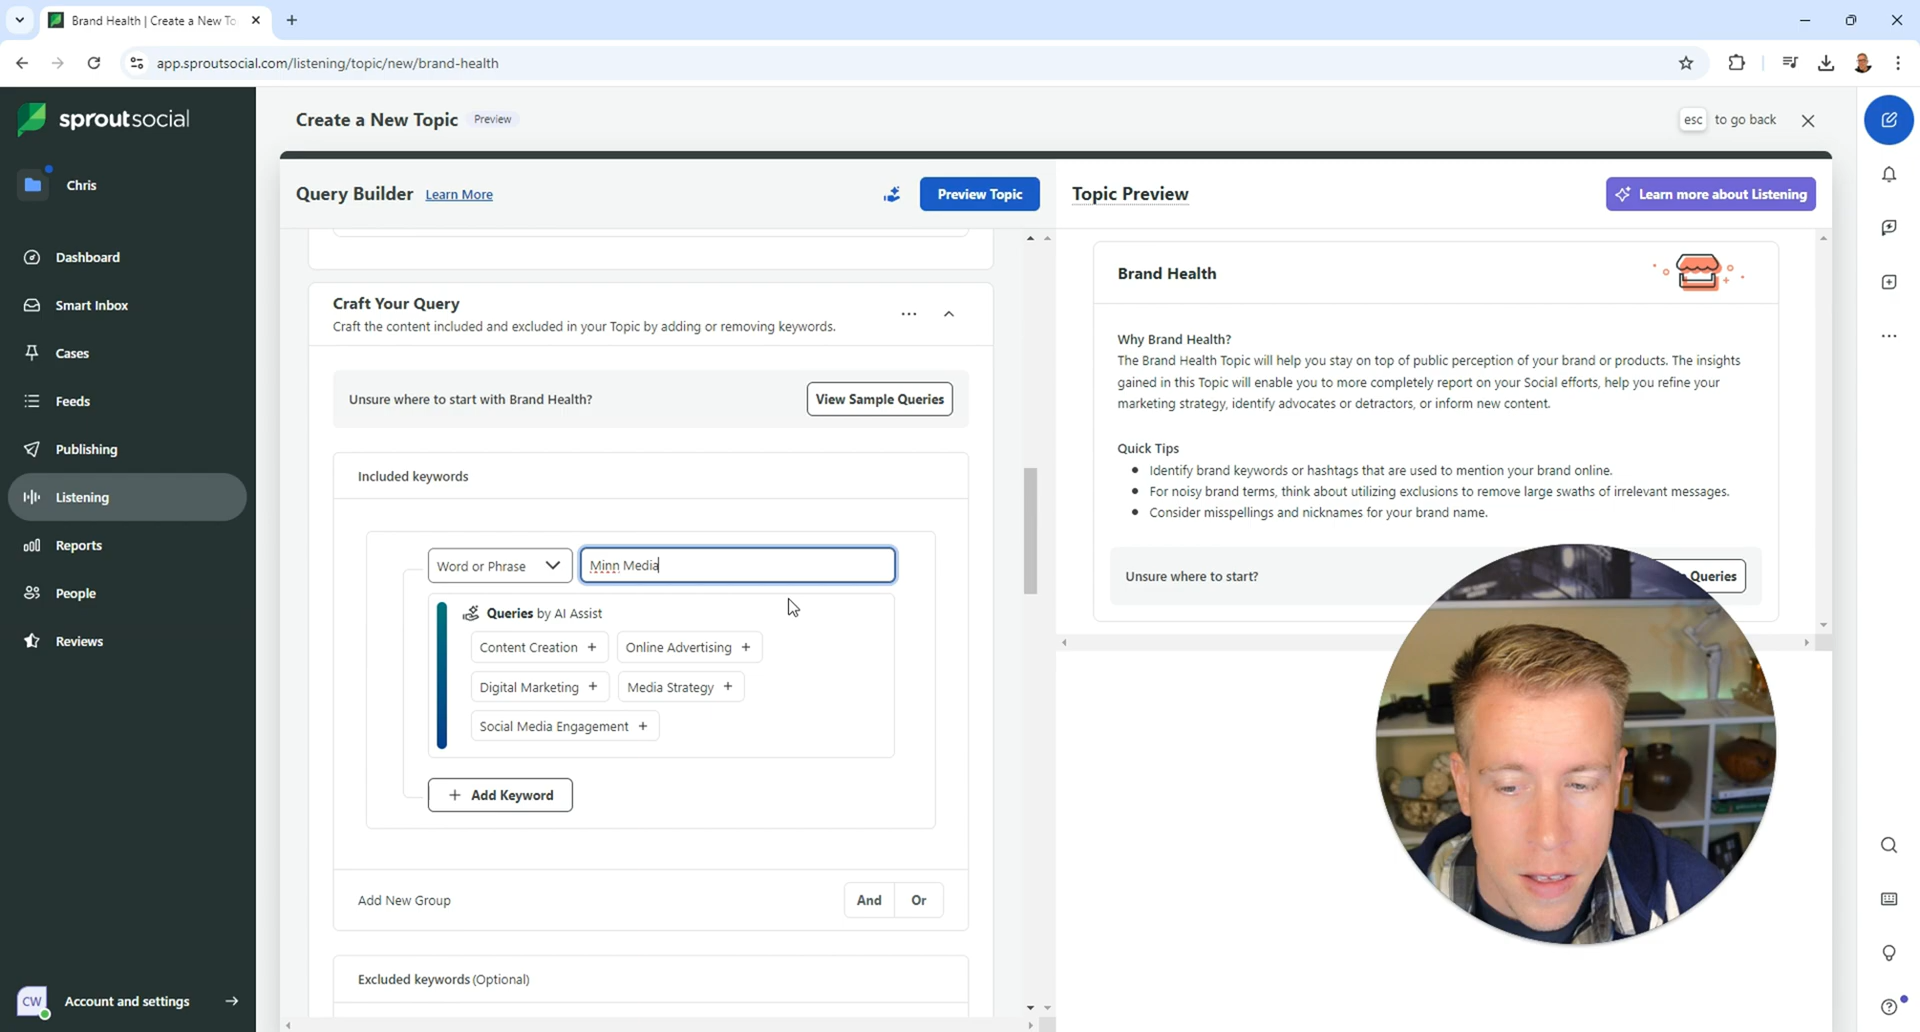 Brand Health | Create a New To
app.sproutsocial.com/listening/topic/new/brand-health
sproutsocial
Chris
Dashboard
Smart Inbox
Cases
Feeds
Publishing
Listening
Reports
People
Reviews
CW
Account and settings
Create a New Topic
Preview
esc to go back
Query Builder
Learn More
Preview Topic
Craft Your Query
Craft the content included and excluded in your Topic by adding or removing keywords.
Unsure where to start with Brand Health?
View Sample Queries
Included keywords
Word or Phrase
Minn Media
Queries by AI Assist
Content Creation +
Online Advertising +
Digital Marketing +
Media Strategy +
Social Media Engagement +
+ Add Keyword
Add New Group
And
Or
Excluded keywords (Optional)
Topic Preview
Learn more about Listening
Brand Health
Why Brand Health?
The Brand Health Topic will help you stay on top of public perception of your brand or products. The insights
gained in this Topic will enable you to more completely report on your Social efforts, help you refine your
marketing strategy, identify advocates or detractors, or inform new content.
Quick Tips
Identify brand keywords or hashtags that are used to mention your brand online.
For noisy brand terms, think about utilizing exclusions to remove large swaths of irrelevant messages.
Consider misspellings and nicknames for your brand name.
Unsure where to start?
Queries